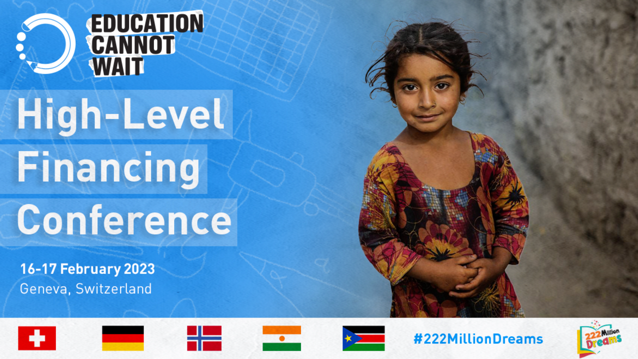 EDUCATION
CANNOT
WAIT
High-Level
Financing
Conference
16-17 February 2023
Geneva, Switzerland
#222MillionDreams
222 Million
Dreams